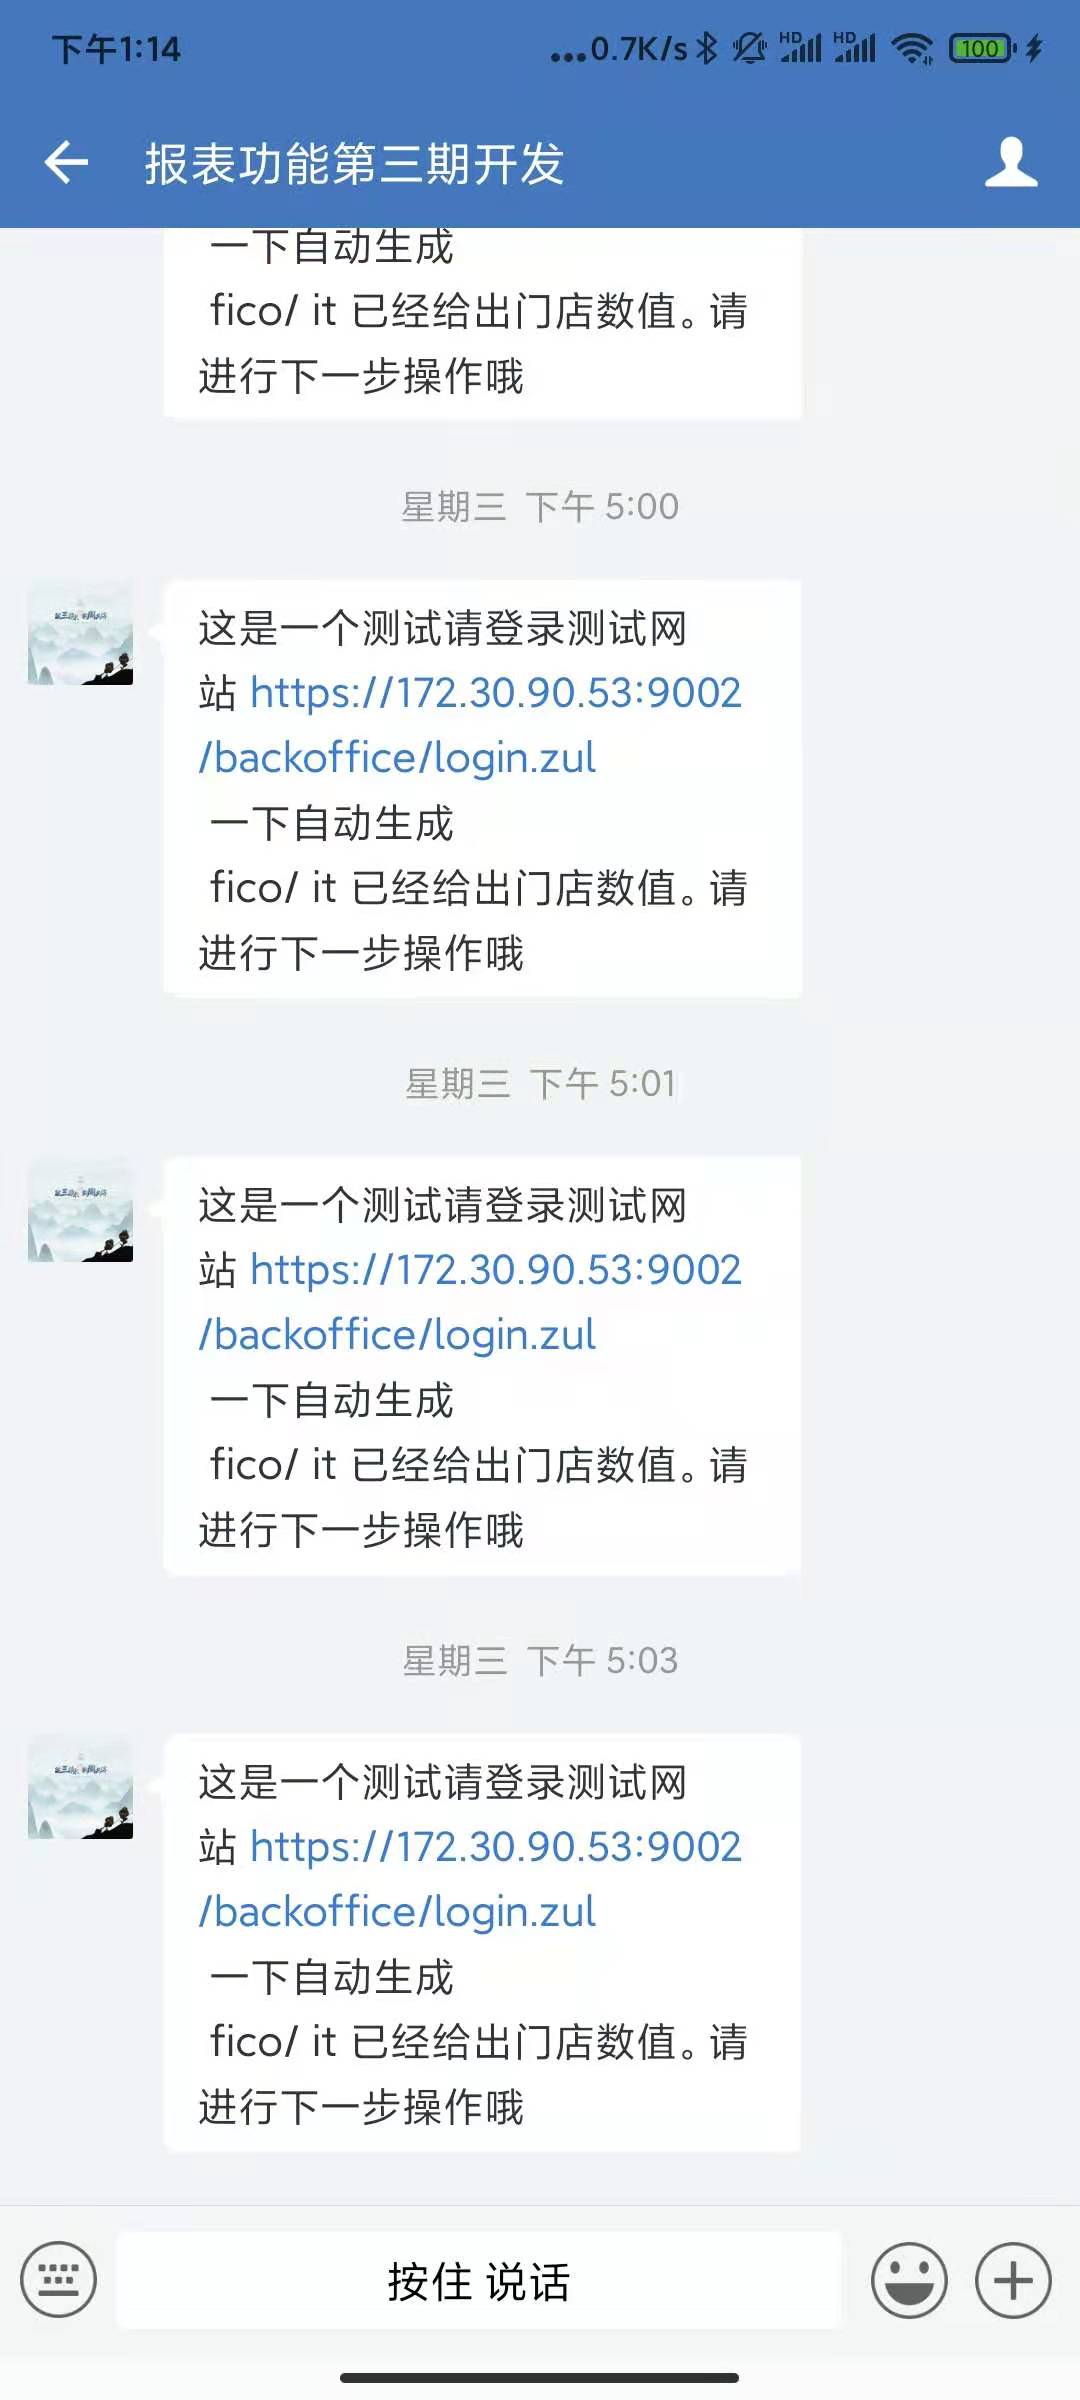 下午1:14
...0.7K/s HD HD 100
报表功能第三期开发
一下自动生成
fico/ it 已经给出门店数值。请
进行下一步操作哦
星期三 下午 5:00
这是一个测试请登录测试网
站 https://172.30.90.53:9002
/backoffice/login.zul
一下自动生成
fico/ it 已经给出门店数值。请
进行下一步操作哦
星期三 下午 5:01
这是一个测试请登录测试网
站 https://172.30.90.53:9002
/backoffice/login.zul
一下自动生成
fico/ it 已经给出门店数值。请
进行下一步操作哦
星期三 下午 5:03
这是一个测试请登录测试网
站 https://172.30.90.53:9002
/backoffice/login.zul
一下自动生成
fico/ it 已经给出门店数值。请
进行下一步操作哦
按住 说话